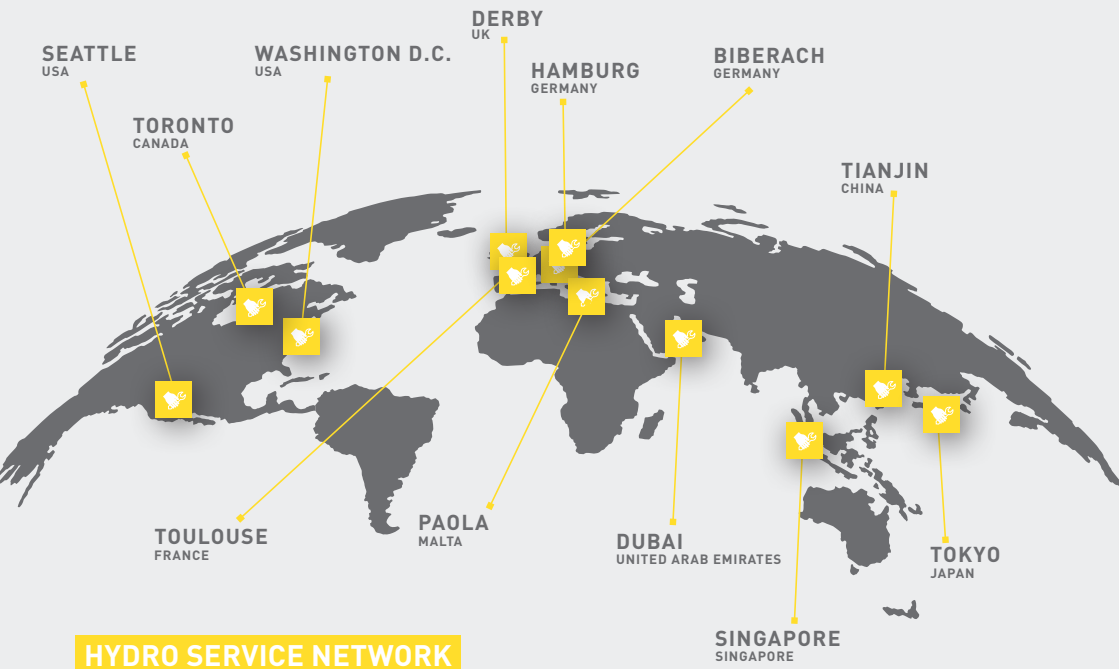 DERBY
UK
SEATTLE
USA
WASHINGTON D.C.
USA
BIBERACH
GERMANY
HAMBURG
GERMANY
TORONTO
CANADA
TIANJIN
CHINA
TOULOUSE
FRANCE
PAOLA
MALTA
DUBAI
UNITED ARAB EMIRATES
TOKYO
JAPAN
SINGAPORE
SINGAPORE
HYDRO SERVICE NETWORK